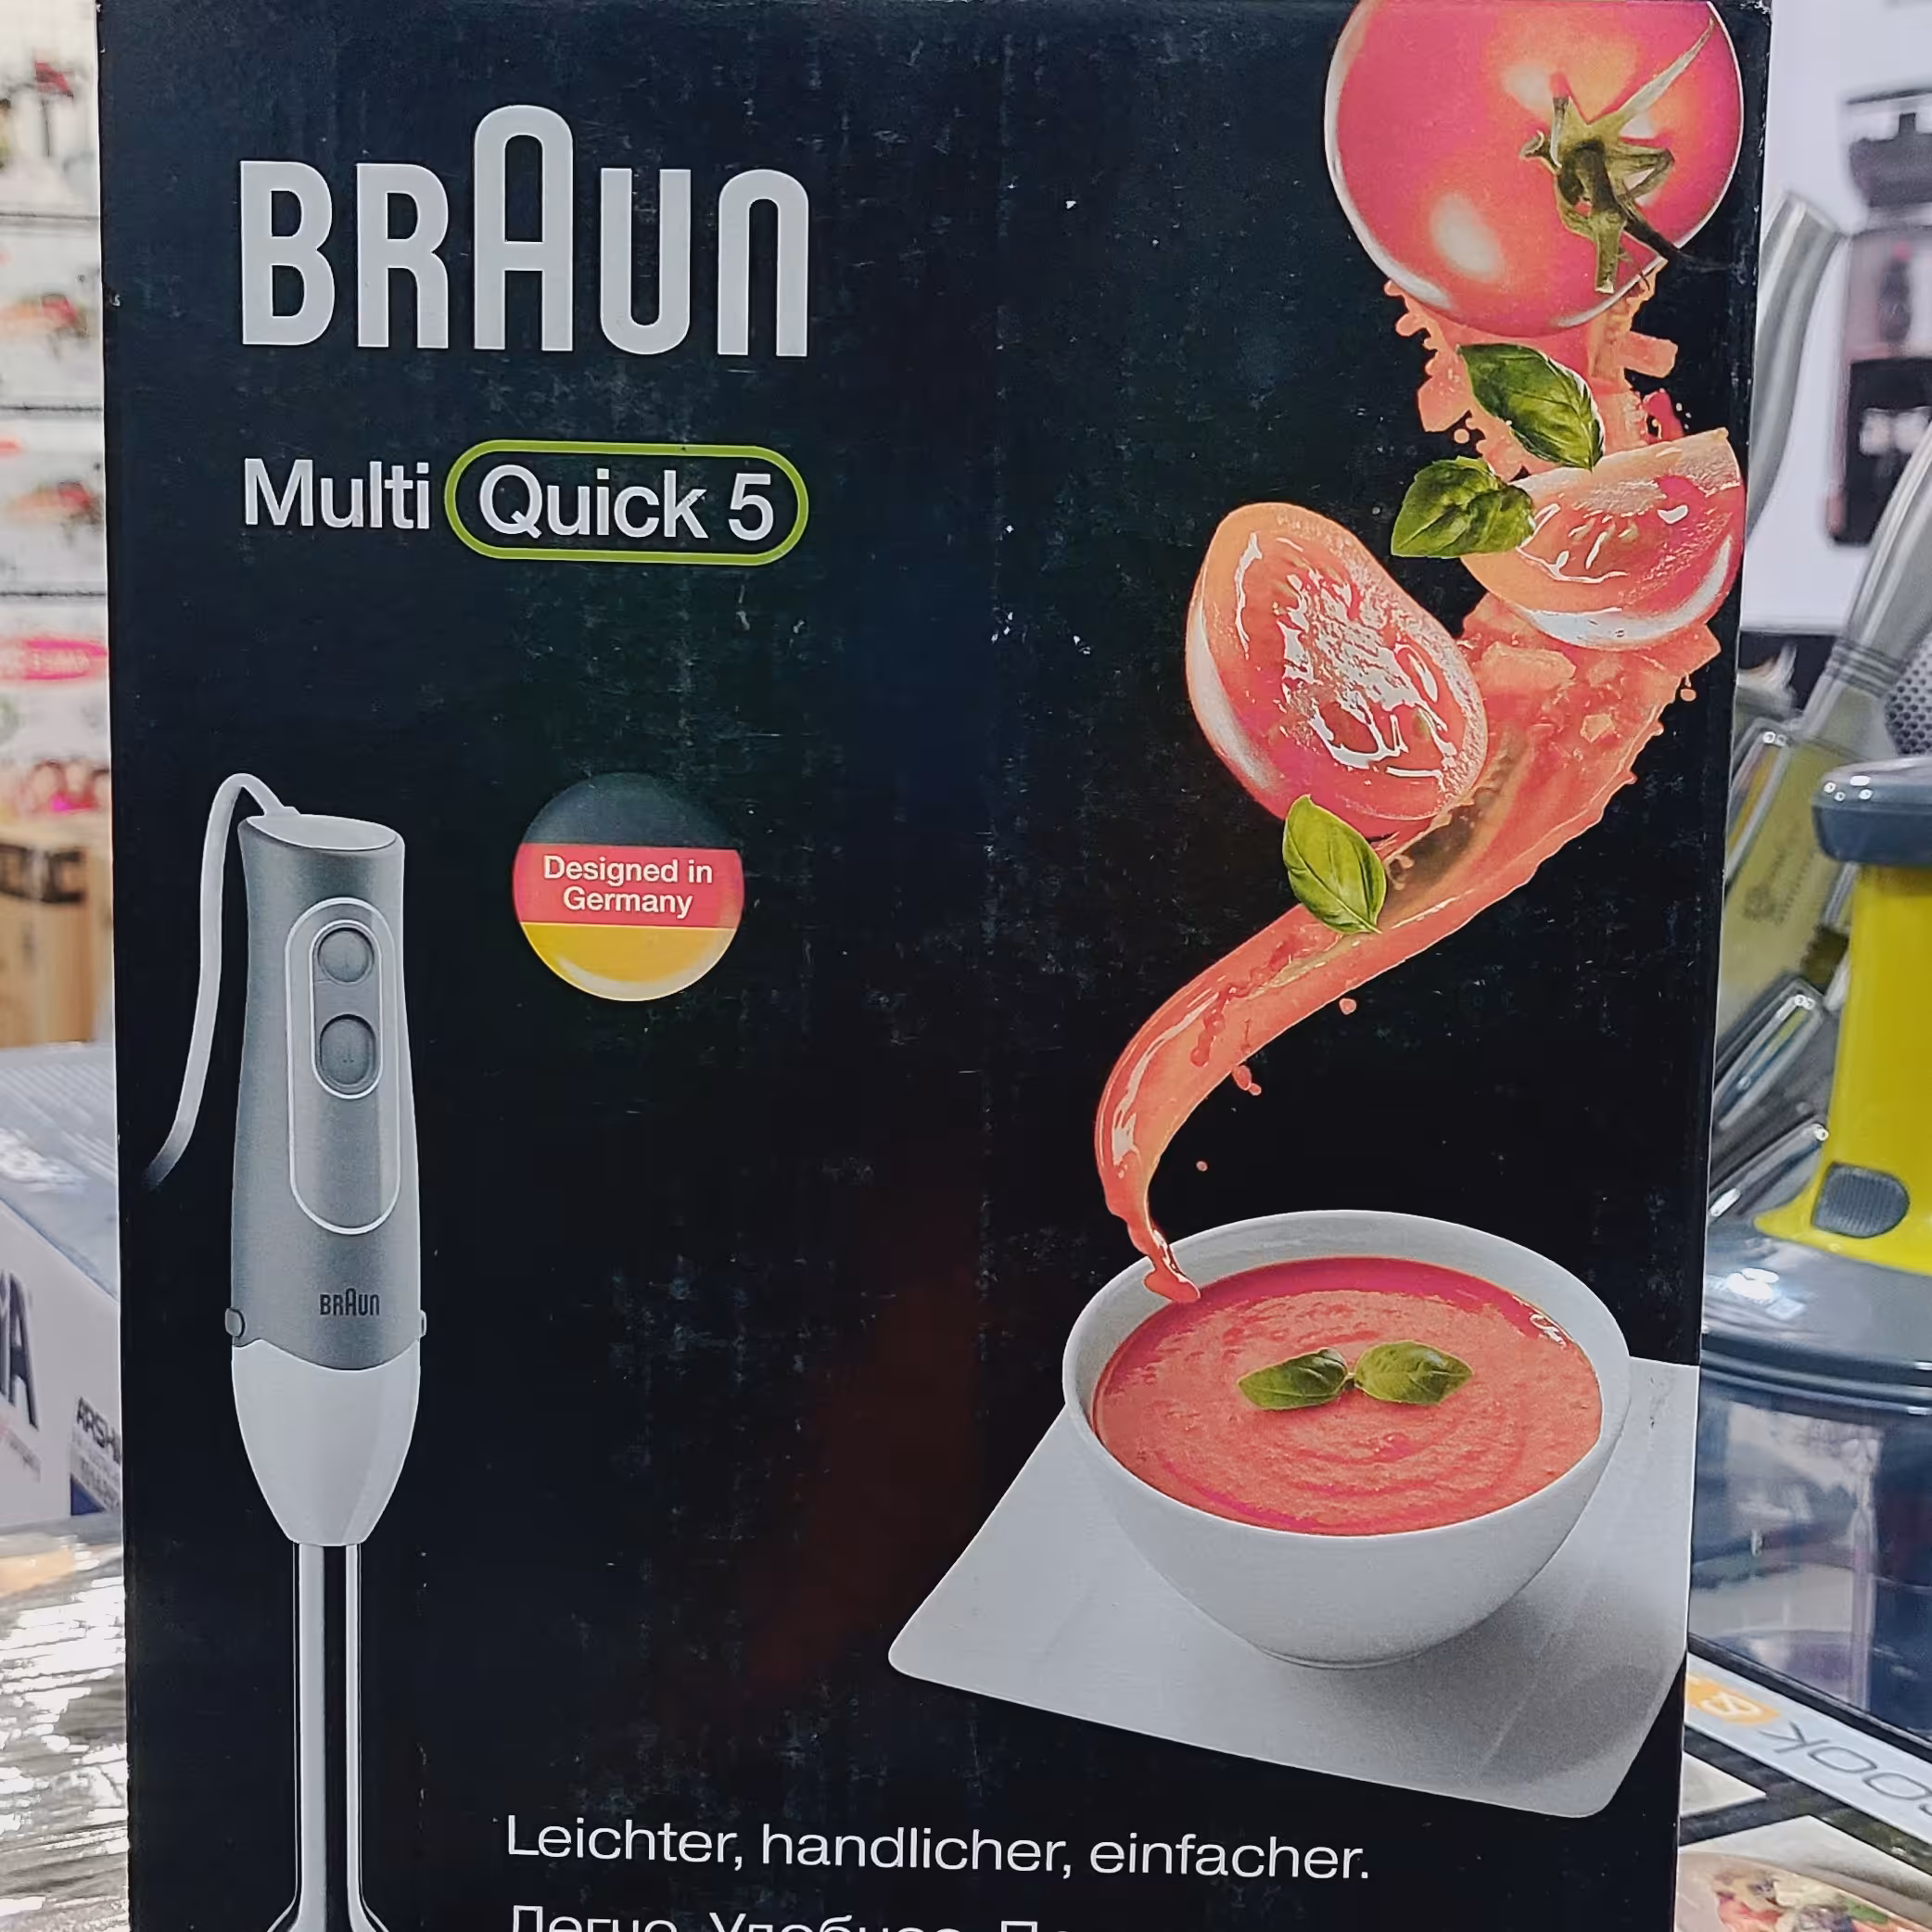 BRAUN
Multi Quick 5
Designed in
Germany
BRAUN
Leichter, handlicher, einfacher.